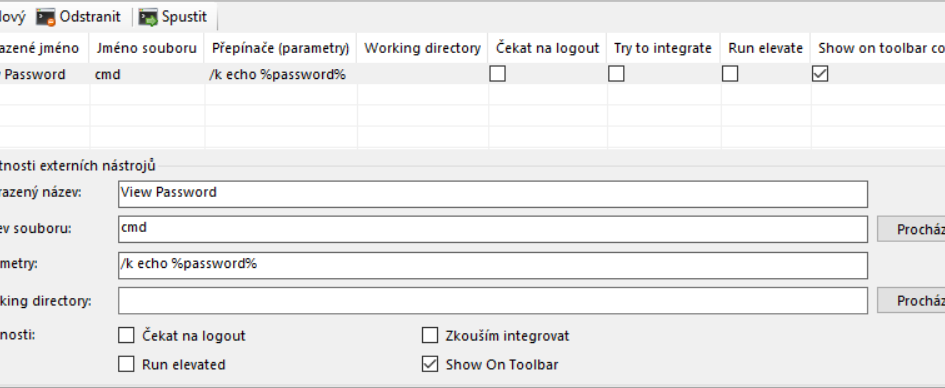 lový Odstranit Spustit
azené jméno Jméno souboru Přepínače (parametry) Working directory Čekat na logout Try to integrate Run elevate Show on toolbar co
Password cmd /k echo %password%
tnosti externích nástrojů
razený název: View Password
ev souboru: cmd Procház
metry: /k echo %password%
king directory: Procház
nosti: Čekat na logout Zkouším integrovat
Run elevated Show On Toolbar